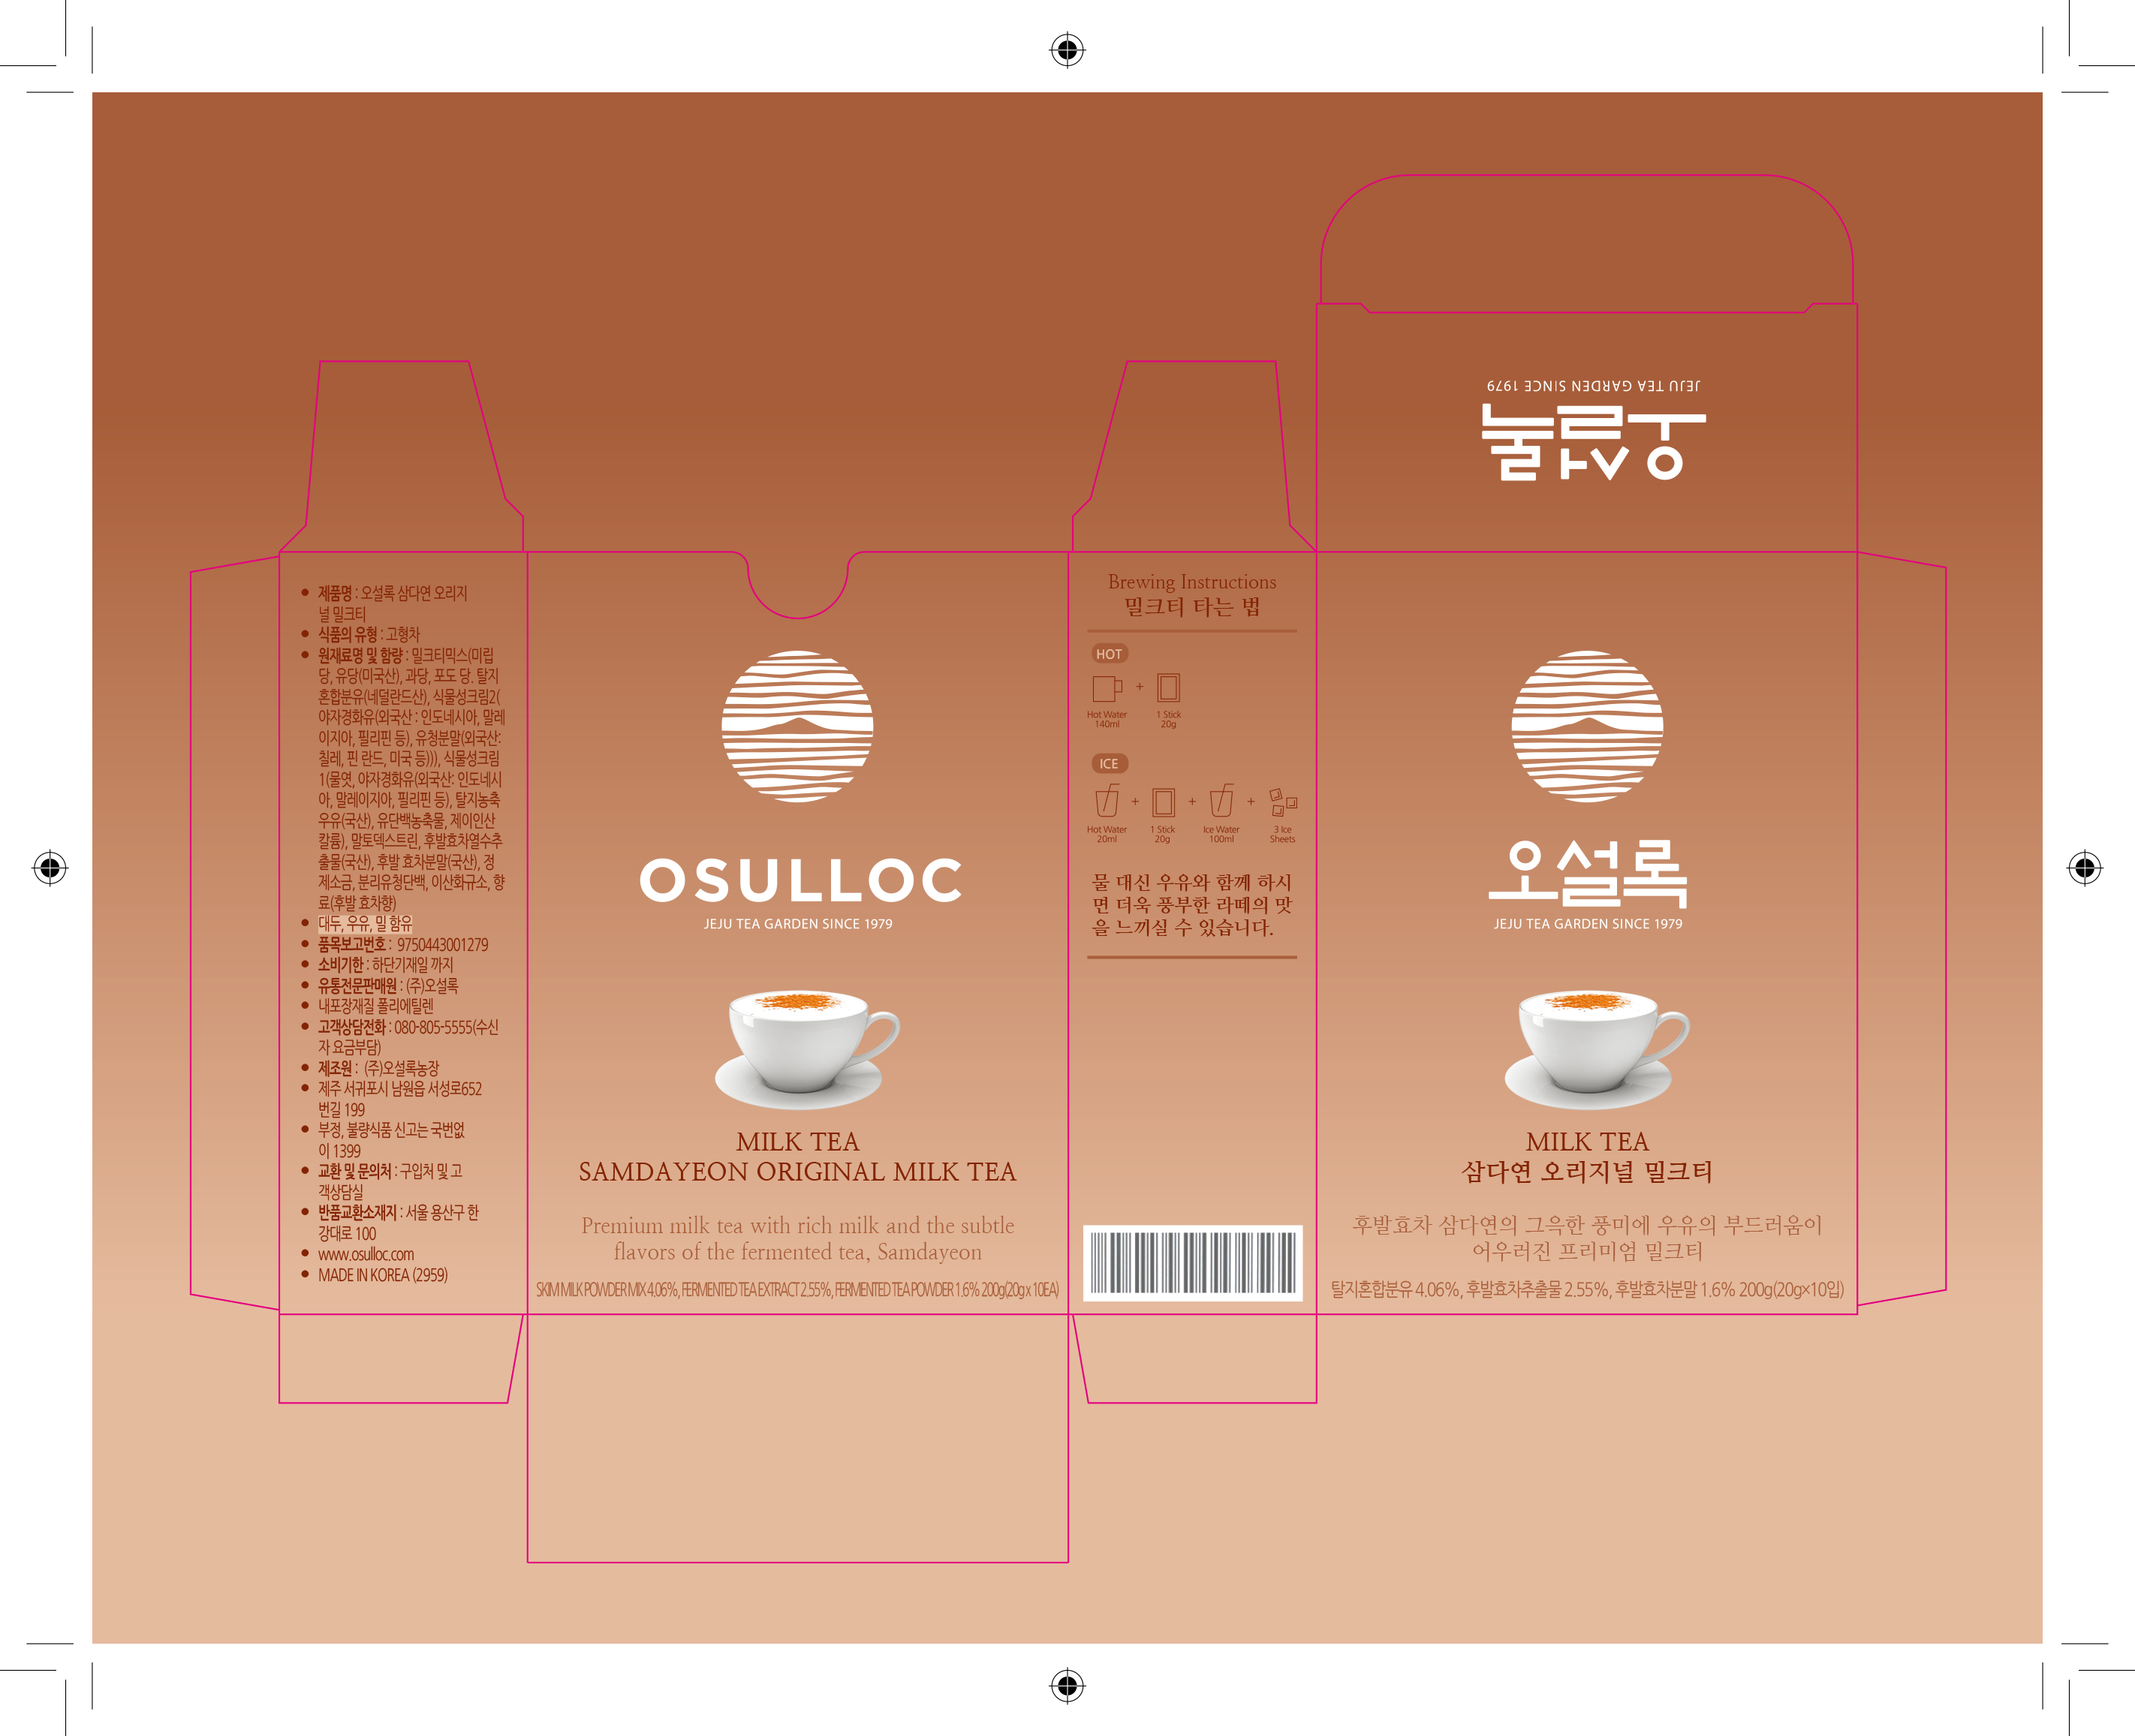 JEJU TEA GARDEN SINCE 1979
오설록
• 제품명 : 오설록 삼다연 오리지
널 밀크티
• 식품의 유형 : 고형차
• 원재료명 및 함량 : 밀크티믹스(미립
당, 유당(미국산), 과당, 포도 당. 탈지
혼합분유(네덜란드산), 식물성크림2(
야자경화유(외국산 : 인도네시아, 말레
이지아, 필리핀 등), 유청분말(외국산:
칠레, 핀 란드, 미국 등))), 식물성크림
1(물엿, 야자경화유(외국산: 인도네시
아, 말레이지아, 필리핀 등), 탈지농축
우유(국산), 유단백농축물, 제이인산
칼륨), 말토덱스트린, 후발효차열수추
출물(국산), 후발 효차분말(국산), 정
제소금, 분리유청단백, 이산화규소, 향
료(후발 효차향)
• 대두, 우유, 밀 함유
• 품목보고번호 : 9750443001279
• 소비기한 : 하단기재일 까지
• 유통전문판매원 : (주)오설록
• 내포장재질 폴리에틸렌
• 고객상담전화 : 080-805-5555(수신
자 요금부담)
• 제조원 : (주)오설록농장
• 제주 서귀포시 남원읍 서성로652
번길 199
• 부정, 불량식품 신고는 국번없
이 1399
• 교환 및 문의처 : 구입처 및 고
객상담실
• 반품교환소재지 : 서울 용산구 한
강대로 100
• www.osulloc.com
• MADE IN KOREA (2959)
OSULLOC
JEJU TEA GARDEN SINCE 1979
MILK TEA
SAMDAYEON ORIGINAL MILK TEA
Premium milk tea with rich milk and the subtle
flavors of the fermented tea, Samdayeon
SKIM MILK POWDER MIX 4.06%, FERMENTED TEA EXTRACT 2.55%, FERMENTED TEA POWDER 1.6% 200g(20g x 10EA)
Brewing Instructions
밀크티 타는 법
HOT
+
Hot Water 1 Stick
140ml 20g
ICE
+ + +
Hot Water 1 Stick Ice Water 3 Ice
20ml 20g 100ml Sheets
물 대신 우유와 함께 하시
면 더욱 풍부한 라떼의 맛
을 느끼실 수 있습니다.
오설록
JEJU TEA GARDEN SINCE 1979
MILK TEA
삼다연 오리지널 밀크티
후발효차 삼다연의 그윽한 풍미에 우유의 부드러움이
어우러진 프리미엄 밀크티
탈지혼합분유 4.06%, 후발효차추출물 2.55%, 후발효차분말 1.6% 200g(20g×10입)